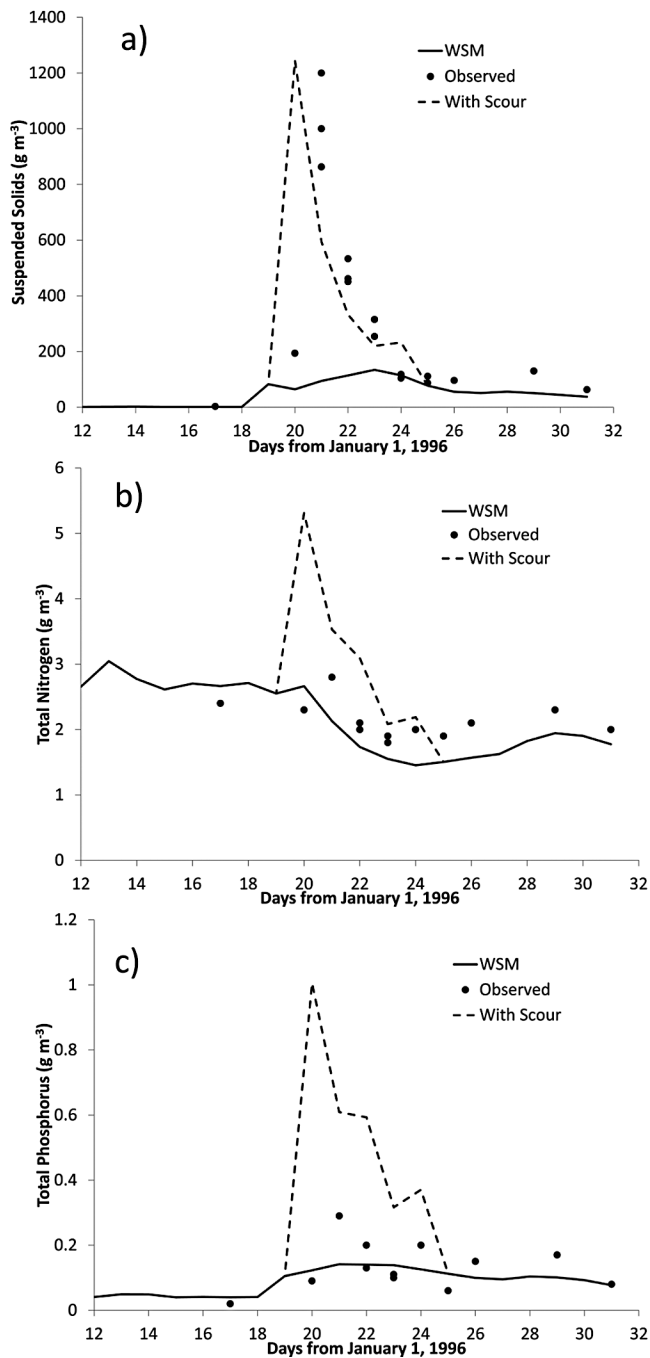 a)
WSM
Observed
With Scour
Suspended Solids (g m-3)
1400
1200
1000
800
600
400
200
0
12 14 16 18 20 22 24 26 28 30 32
Days from January 1, 1996
b)
WSM
Observed
With Scour
Total Nitrogen (g m-3)
6
5
4
3
2
1
0
12 14 16 18 20 22 24 26 28 30 32
Days from January 1, 1996
c)
WSM
Observed
With Scour
Total Phosphorus (g m-3)
1.2
1
0.8
0.6
0.4
0.2
0
12 14 16 18 20 22 24 26 28 30 32
Days from January 1, 1996